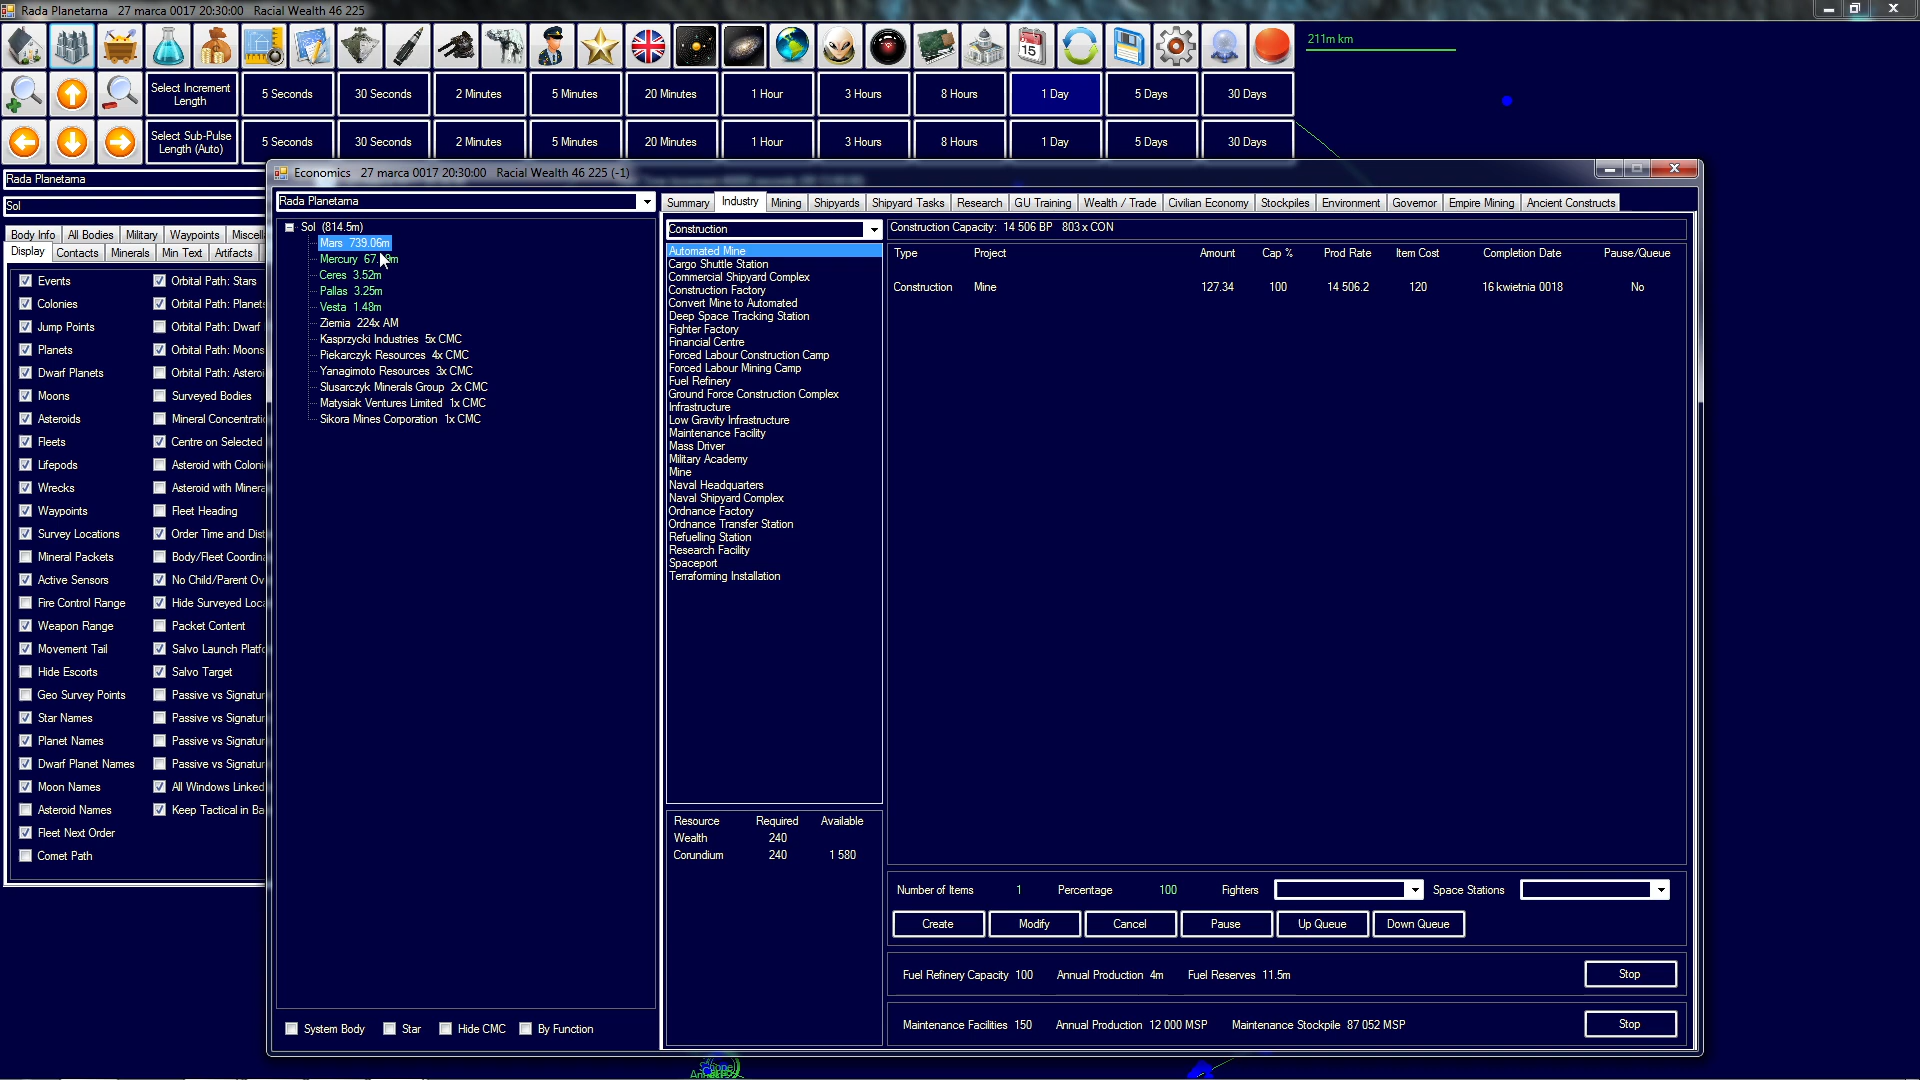 Rada Planetarna   27 marca 0017 20:30:00   Racial Wealth 46 225
15
211m km
Select Increment Length
5 Seconds
30 Seconds
2 Minutes
5 Minutes
20 Minutes
1 Hour
3 Hours
8 Hours
1 Day
5 Days
30 Days
Select Sub-Pulse Length (Auto)
5 Seconds
30 Seconds
2 Minutes
5 Minutes
20 Minutes
1 Hour
3 Hours
8 Hours
1 Day
5 Days
30 Days
Rada Planetarna
Sol
Body Info
All Bodies
Military
Waypoints
Miscell
Display
Contacts
Minerals
Min Text
Artifacts
Events
Colonies
Jump Points
Planets
Dwarf Planets
Moons
Asteroids
Fleets
Lifepods
Wrecks
Waypoints
Survey Locations
Mineral Packets
Active Sensors
Fire Control Range
Weapon Range
Movement Tail
Hide Escorts
Geo Survey Points
Star Names
Planet Names
Dwarf Planet Names
Moon Names
Asteroid Names
Fleet Next Order
Comet Path
Orbital Path: Stars
Orbital Path: Planets
Orbital Path: Dwarf
Orbital Path: Moons
Orbital Path: Asteroi
Surveyed Bodies
Mineral Concentratio
Centre on Selected
Asteroid with Coloni
Asteroid with Minera
Fleet Heading
Order Time and Dist
Body/Fleet Coordina
No Child/Parent Ov
Hide Surveyed Loca
Packet Content
Salvo Launch Platfo
Salvo Target
Passive vs Signatur
Passive vs Signatur
Passive vs Signatur
Passive vs Signatur
All Windows Linked
Keep Tactical in Ba
Economics   27 marca 0017 20:30:00   Racial Wealth 46 225 (-1)
Rada Planetarna
Sol (814.5m)
Mars 739.06m
Mercury 67.
Ceres 3.52m
Pallas 3.25m
Vesta 1.48m
Ziemia 224x AM
Kasprzycki Industries 5x CMC
Piekarczyk Resources 4x CMC
Yanagimoto Resources 3x CMC
Slusarczyk Minerals Group 2x CMC
Matysiak Ventures Limited 1x CMC
Sikora Mines Corporation 1x CMC
System Body
Star
Hide CMC
By Function
Summary
Industry
Mining
Shipyards
Shipyard Tasks
Research
GU Training
Wealth / Trade
Civilian Economy
Stockpiles
Environment
Governor
Empire Mining
Ancient Constructs
Construction
Automated Mine
Cargo Shuttle Station
Commercial Shipyard Complex
Construction Factory
Convert Mine to Automated
Deep Space Tracking Station
Fighter Factory
Financial Centre
Forced Labour Construction Camp
Forced Labour Mining Camp
Fuel Refinery
Ground Force Construction Complex
Infrastructure
Low Gravity Infrastructure
Maintenance Facility
Mass Driver
Military Academy
Mine
Naval Headquarters
Naval Shipyard Complex
Ordnance Factory
Ordnance Transfer Station
Refuelling Station
Research Facility
Spaceport
Terraforming Installation
Resource   Required   Available
Wealth   240
Corundium   240   1 580
Construction Capacity: 14 506 BP   803 x CON
Type   Project   Amount   Cap %   Prod Rate   Item Cost   Completion Date   Pause/Queue
Construction   Mine   127.34   100   14 506.2   120   16 kwietnia 0018   No
Number of Items   1   Percentage   100   Fighters   Space Stations
Create
Modify
Cancel
Pause
Up Queue
Down Queue
Fuel Refinery Capacity 100   Annual Production 4m   Fuel Reserves 11.5m   Stop
Maintenance Facilities 150   Annual Production 12 000 MSP   Maintenance Stockpile 87 052 MSP   Stop